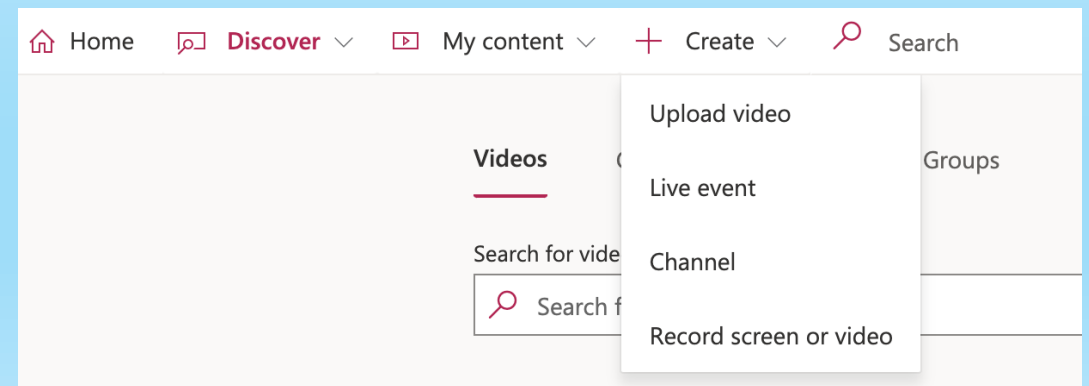 Home Discover My content Create Search
Upload video
Videos Groups
Live event
Search for vide
Channel
Search f
Record screen or video